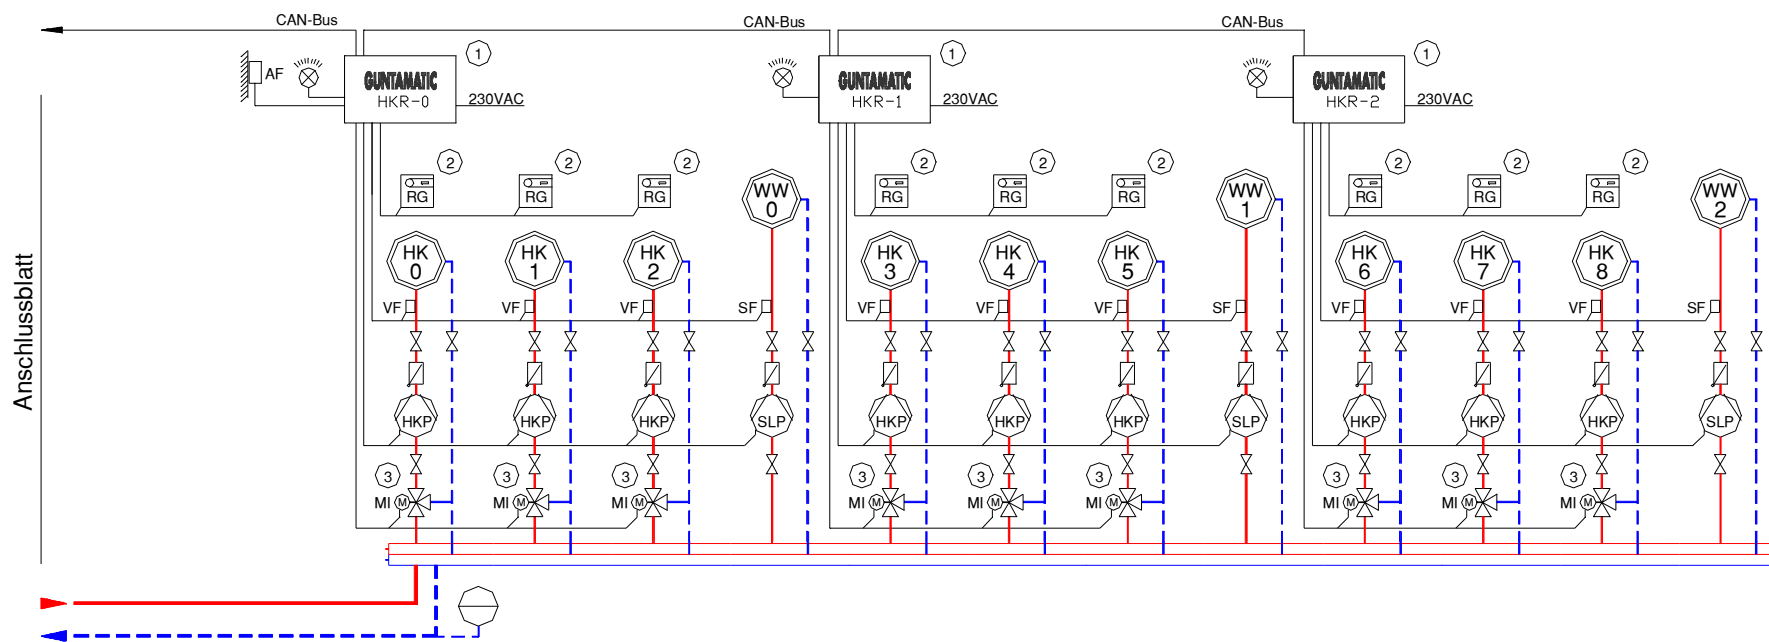 CAN-Bus CAN-Bus CAN-Bus
1 1 1
AF GUNTAMATIC GUNTAMATIC GUNTAMATIC
HKR-0 230VAC HKR-1 230VAC HKR-2 230VAC
2 2 2 2 2 2 2 2 2
RG RG RG WW RG RG RG WW RG RG RG WW
0 1 2
HK HK HK HK HK HK HK HK HK
0 1 2 3 4 5 6 7 8
VF VF VF SF VF VF VF SF VF VF VF SF
Anschlussblatt
HKP HKP HKP SLP HKP HKP HKP SLP HKP HKP HKP SLP
3 3 3 3 3 3 3 3 3
MI M MI M MI M MI M MI M MI M MI M MI M MI M